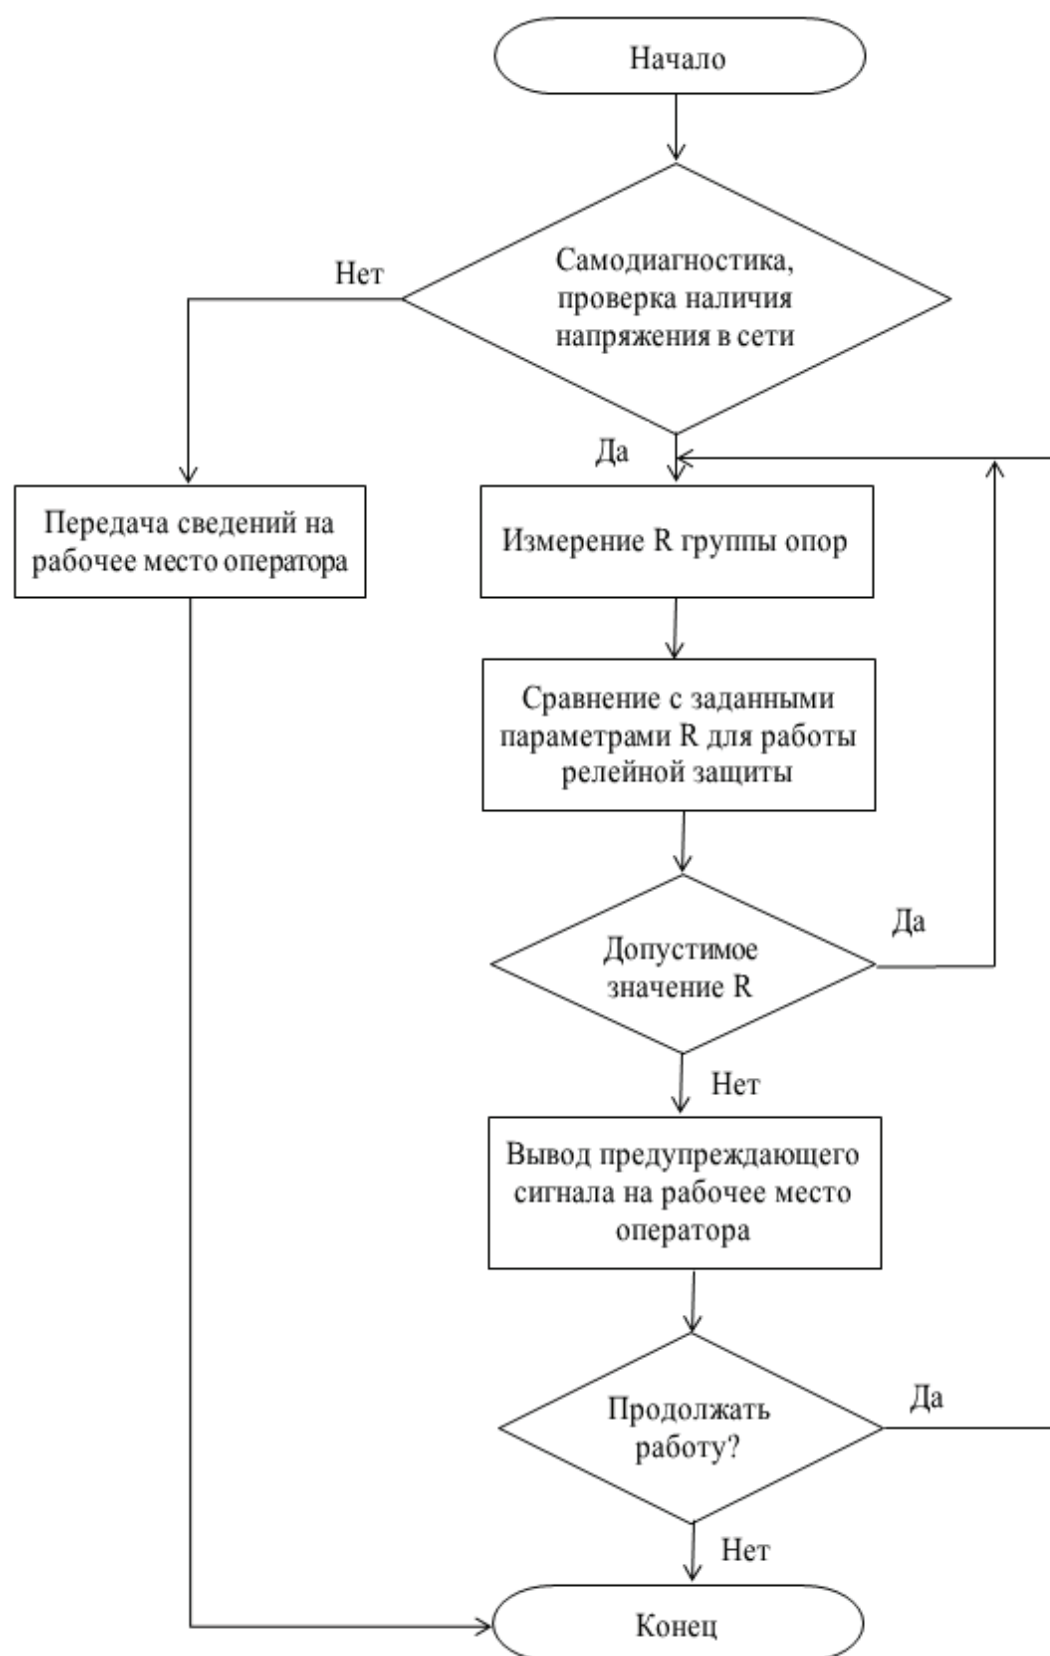 Начало
Самодиагностика,
проверка наличия
напряжения в сети
Нет
Да
Передача сведений на
рабочее место оператора
Измерение R группы опор
Сравнение с заданными
параметрами R для работы
релейной защиты
Да
Допустимое
значение R
Нет
Вывод предупреждающего
сигнала на рабочее место
оператора
Да
Продолжать
работу?
Нет
Конец